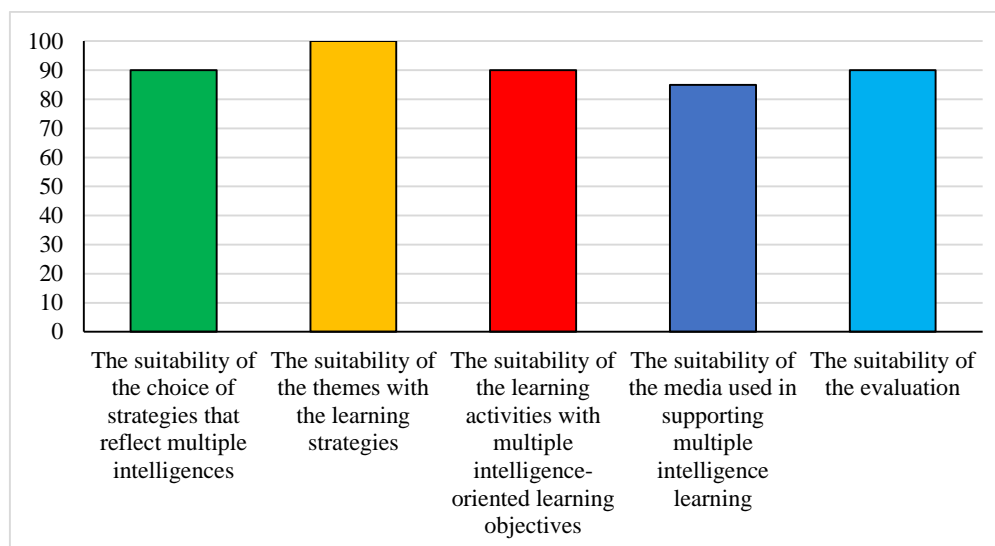 100
90
80
70
60
50
40
30
20
10
0
The suitability of
the choice of
strategies that
reflect multiple
intelligences
The suitability of
the themes with
the learning
strategies
The suitability of
the learning
activities with
multiple
intelligence-
oriented learning
objectives
The suitability of
the media used in
supporting
multiple
intelligence
learning
The suitability of
the evaluation